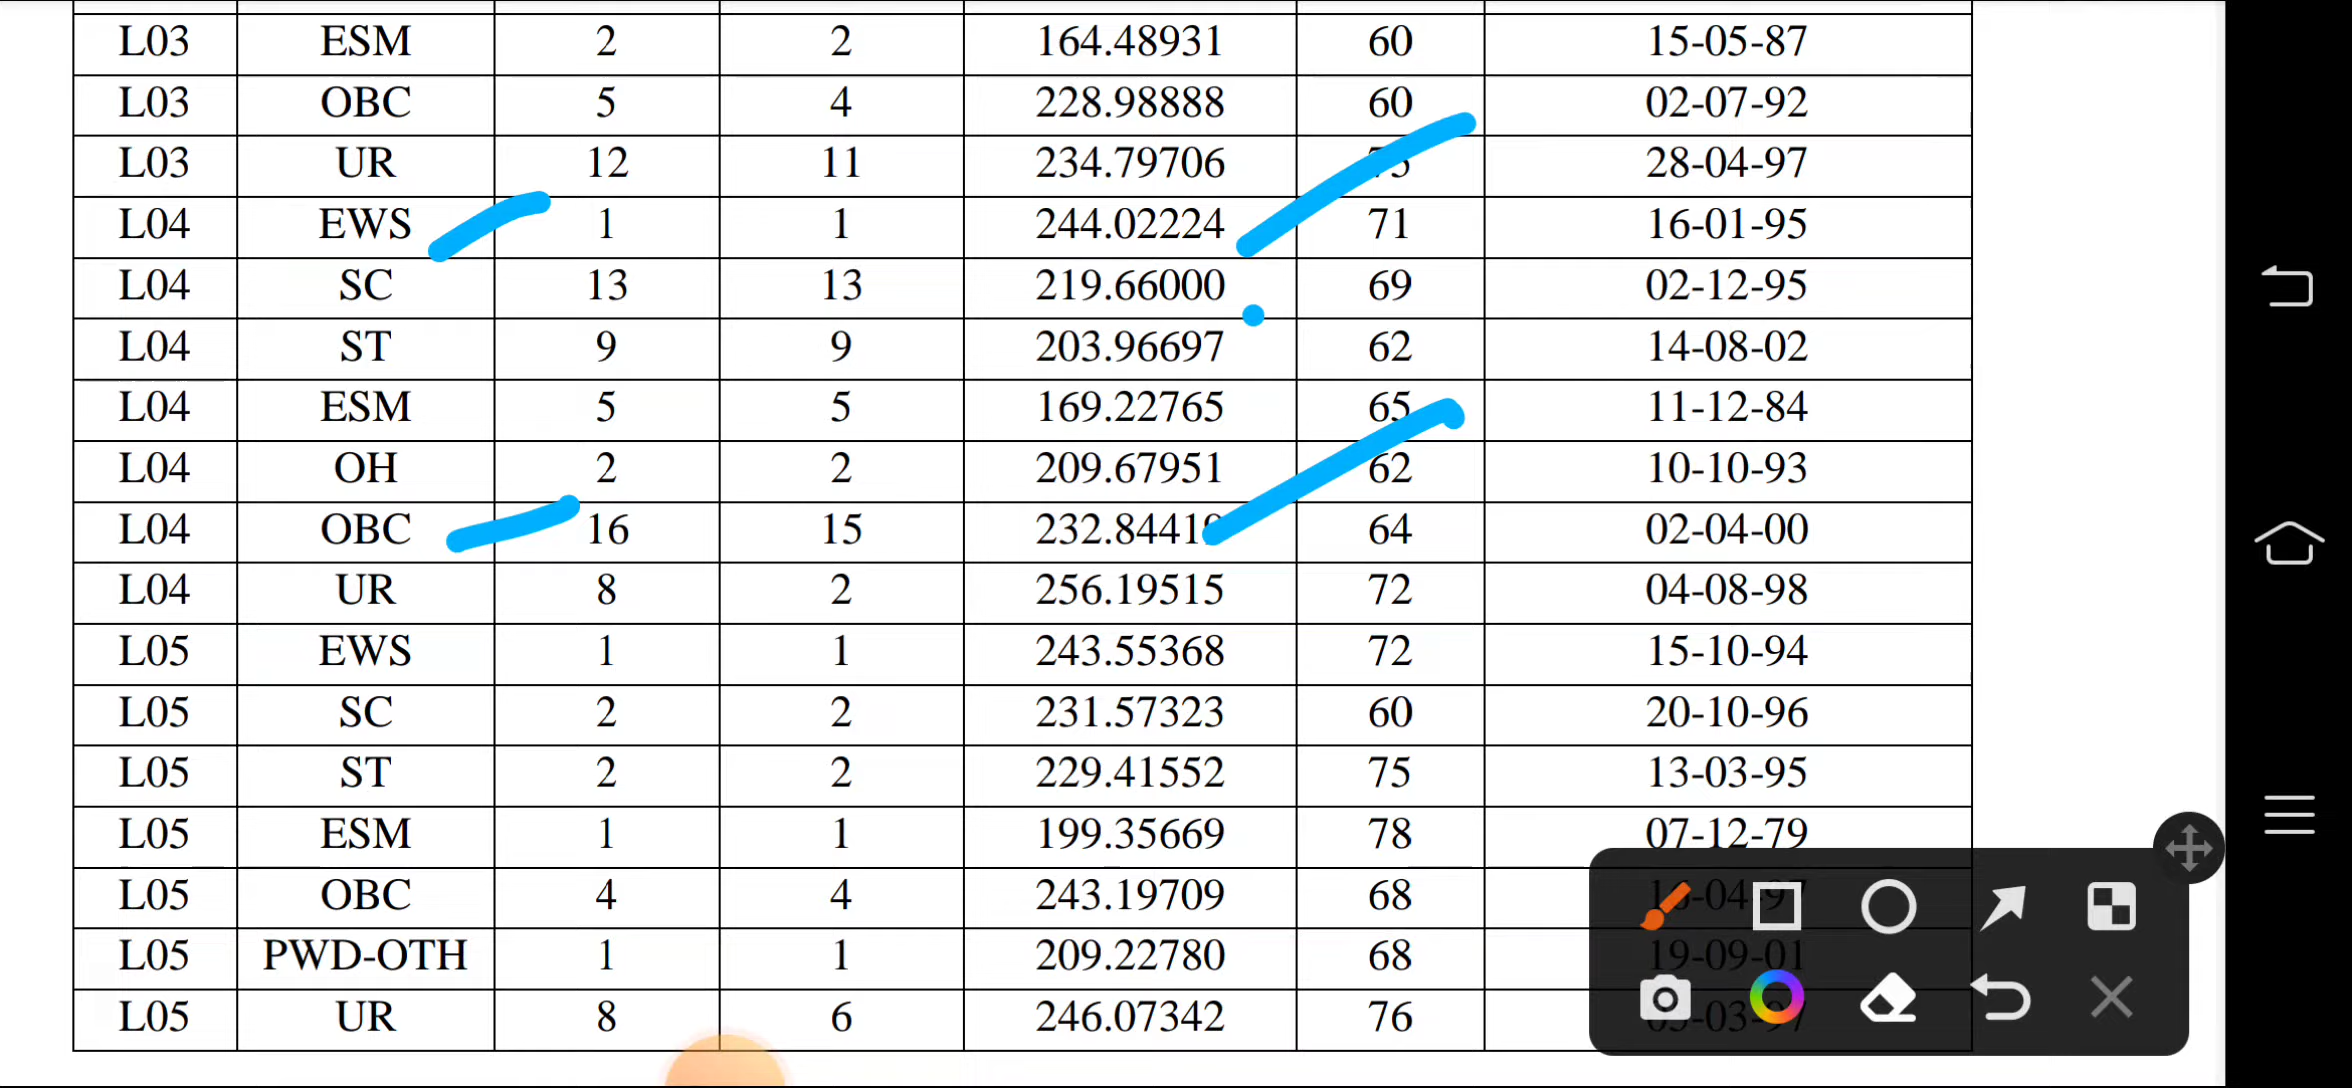 L03 ESM 2 2 164.48931 60 15-05-87
L03 OBC 5 4 228.98888 60 02-07-92
L03 UR 12 11 234.79706 28-04-97
L04 EWS 1 1 244.02224 71 16-01-95
L04 SC 13 13 219.66000 69 02-12-95
L04 ST 9 9 203.96697 62 14-08-02
L04 ESM 5 5 169.22765 65 11-12-84
L04 OH 2 2 209.67951 62 10-10-93
L04 OBC 16 15 64 02-04-00
L04 UR 8 2 256.19515 72 04-08-98
L05 EWS 1 1 243.55368 72 15-10-94
L05 SC 2 2 231.57323 60 20-10-96
L05 ST 2 2 229.41552 75 13-03-95
L05 ESM 1 1 199.35669 78 07-12-79
L05 OBC 4 4 243.19709 68
L05 PWD-OTH 1 1 209.22780 68 19-09-01
L05 UR 8 6 246.07342 76